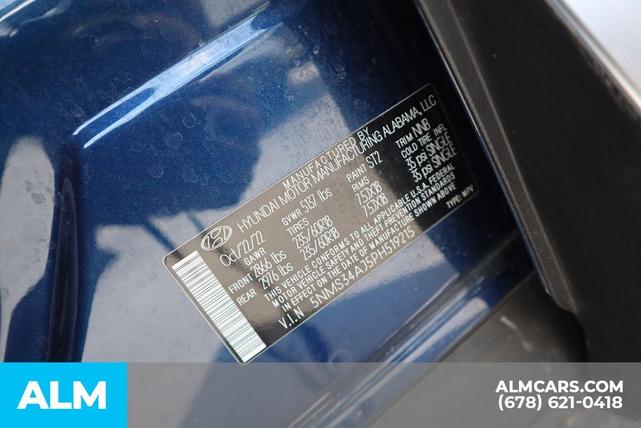 MANUFACTURED BY
HYUNDAI MOTOR MANUFACTURING ALABAMA, LLC
GVWR 5337 lbs PAINT ST2 TRIM NNB
GAWR TIRES RIMS COLD TIRE INFL.
FRONT 2866 lbs 235/60R18 7.5JX18 35 PSI SINGLE
REAR 2976 lbs 235/60R18 7.5JX18 35 PSI SINGLE
THIS VEHICLE CONFORMS TO ALL APPLICABLE U.S.A. FEDERAL
MOTOR VEHICLE SAFETY AND THEFT PREVENTION STANDARDS
IN EFFECT ON THE DATE OF MANUFACTURE SHOWN ABOVE.
V.I.N TYPE: MPV
ALM
ALMCARS.COM
(678) 621-0418